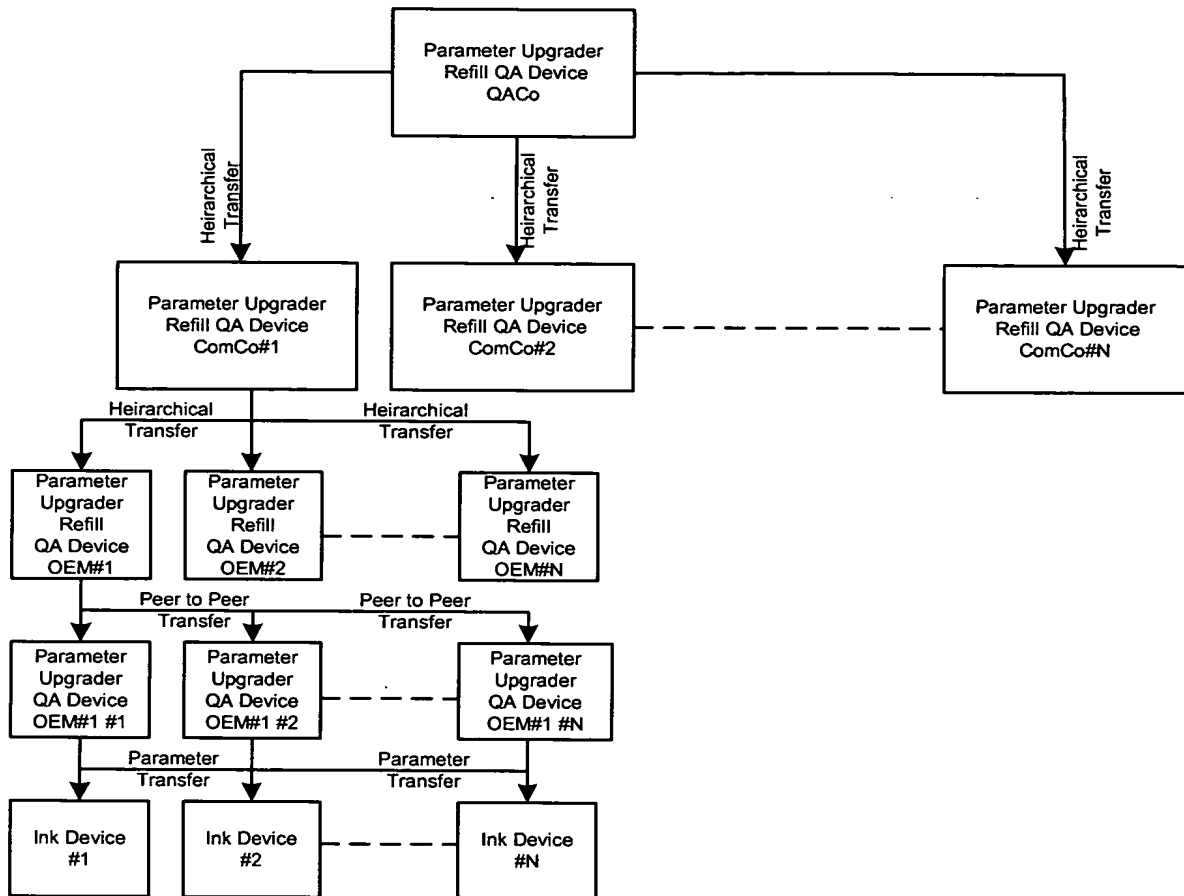 Parameter Upgrader
Refill QA Device
QACo
Heirarchical
Transfer
Heirarchical
Transfer
Heirarchical
Transfer
Parameter Upgrader
Refill QA Device
ComCo#1
Parameter Upgrader
Refill QA Device
ComCo#2
Parameter Upgrader
Refill QA Device
ComCo#N
Heirarchical
Transfer
Heirarchical
Transfer
Parameter
Upgrader
Refill
QA Device
OEM#1
Parameter
Upgrader
Refill
QA Device
OEM#2
Parameter
Upgrader
Refill
QA Device
OEM#N
Peer to Peer
Transfer
Peer to Peer
Transfer
Parameter
Upgrader
QA Device
OEM#1 #1
Parameter
Upgrader
QA Device
OEM#1 #2
Parameter
Upgrader
QA Device
OEM#1 #N
Parameter
Transfer
Parameter
Transfer
Ink Device
#1
Ink Device
#2
Ink Device
#N